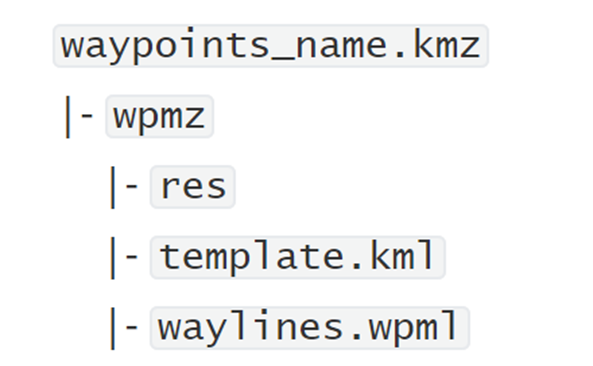 waypoints_name.kmz
|- wpmz
|- res
|- template.kml
|- waylines.wpml